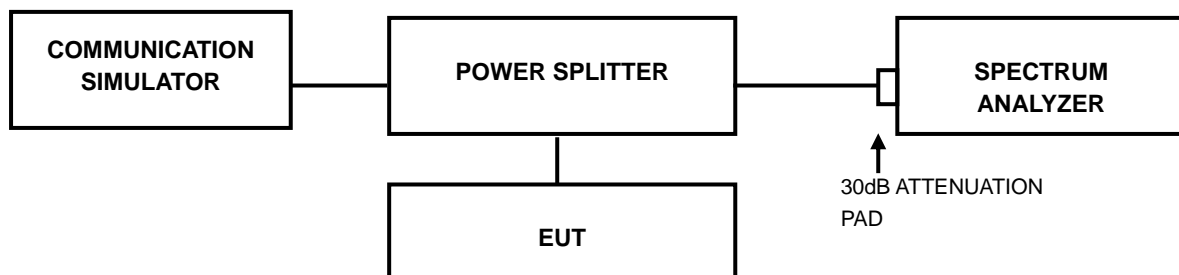 COMMUNICATION
SIMULATOR
POWER SPLITTER
SPECTRUM
ANALYZER
30dB ATTENUATION
PAD
EUT